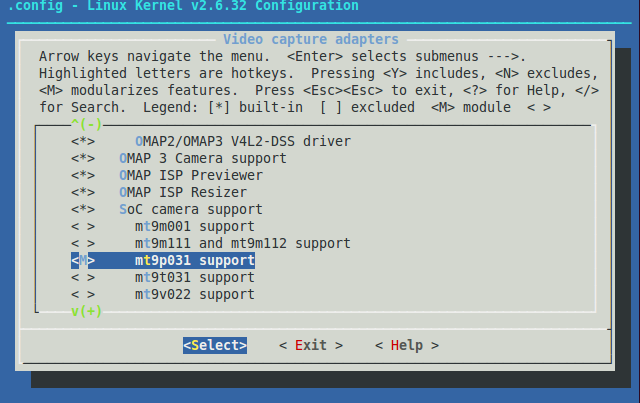 .config - Linux Kernel v2.6.32 Configuration
Video capture adapters
Arrow keys navigate the menu.  <Enter> selects submenus --->.
Highlighted letters are hotkeys.  Pressing <Y> includes, <N> excludes,
<M> modularizes features.  Press <Esc><Esc> to exit, <?> for Help, </>
for Search.  Legend: [*] built-in  [ ] excluded  <M> module  < >
^(-)
<*>     OMAP2/OMAP3 V4L2-DSS driver
<*>   OMAP 3 Camera support
<*>   OMAP ISP Previewer
<*>   OMAP ISP Resizer
<*>   SoC camera support
< >     mt9m001 support
< >     mt9m111 and mt9m112 support
<M>     mt9p031 support
< >     mt9t031 support
< >     mt9v022 support
v(+)
<Select>    < Exit >    < Help >